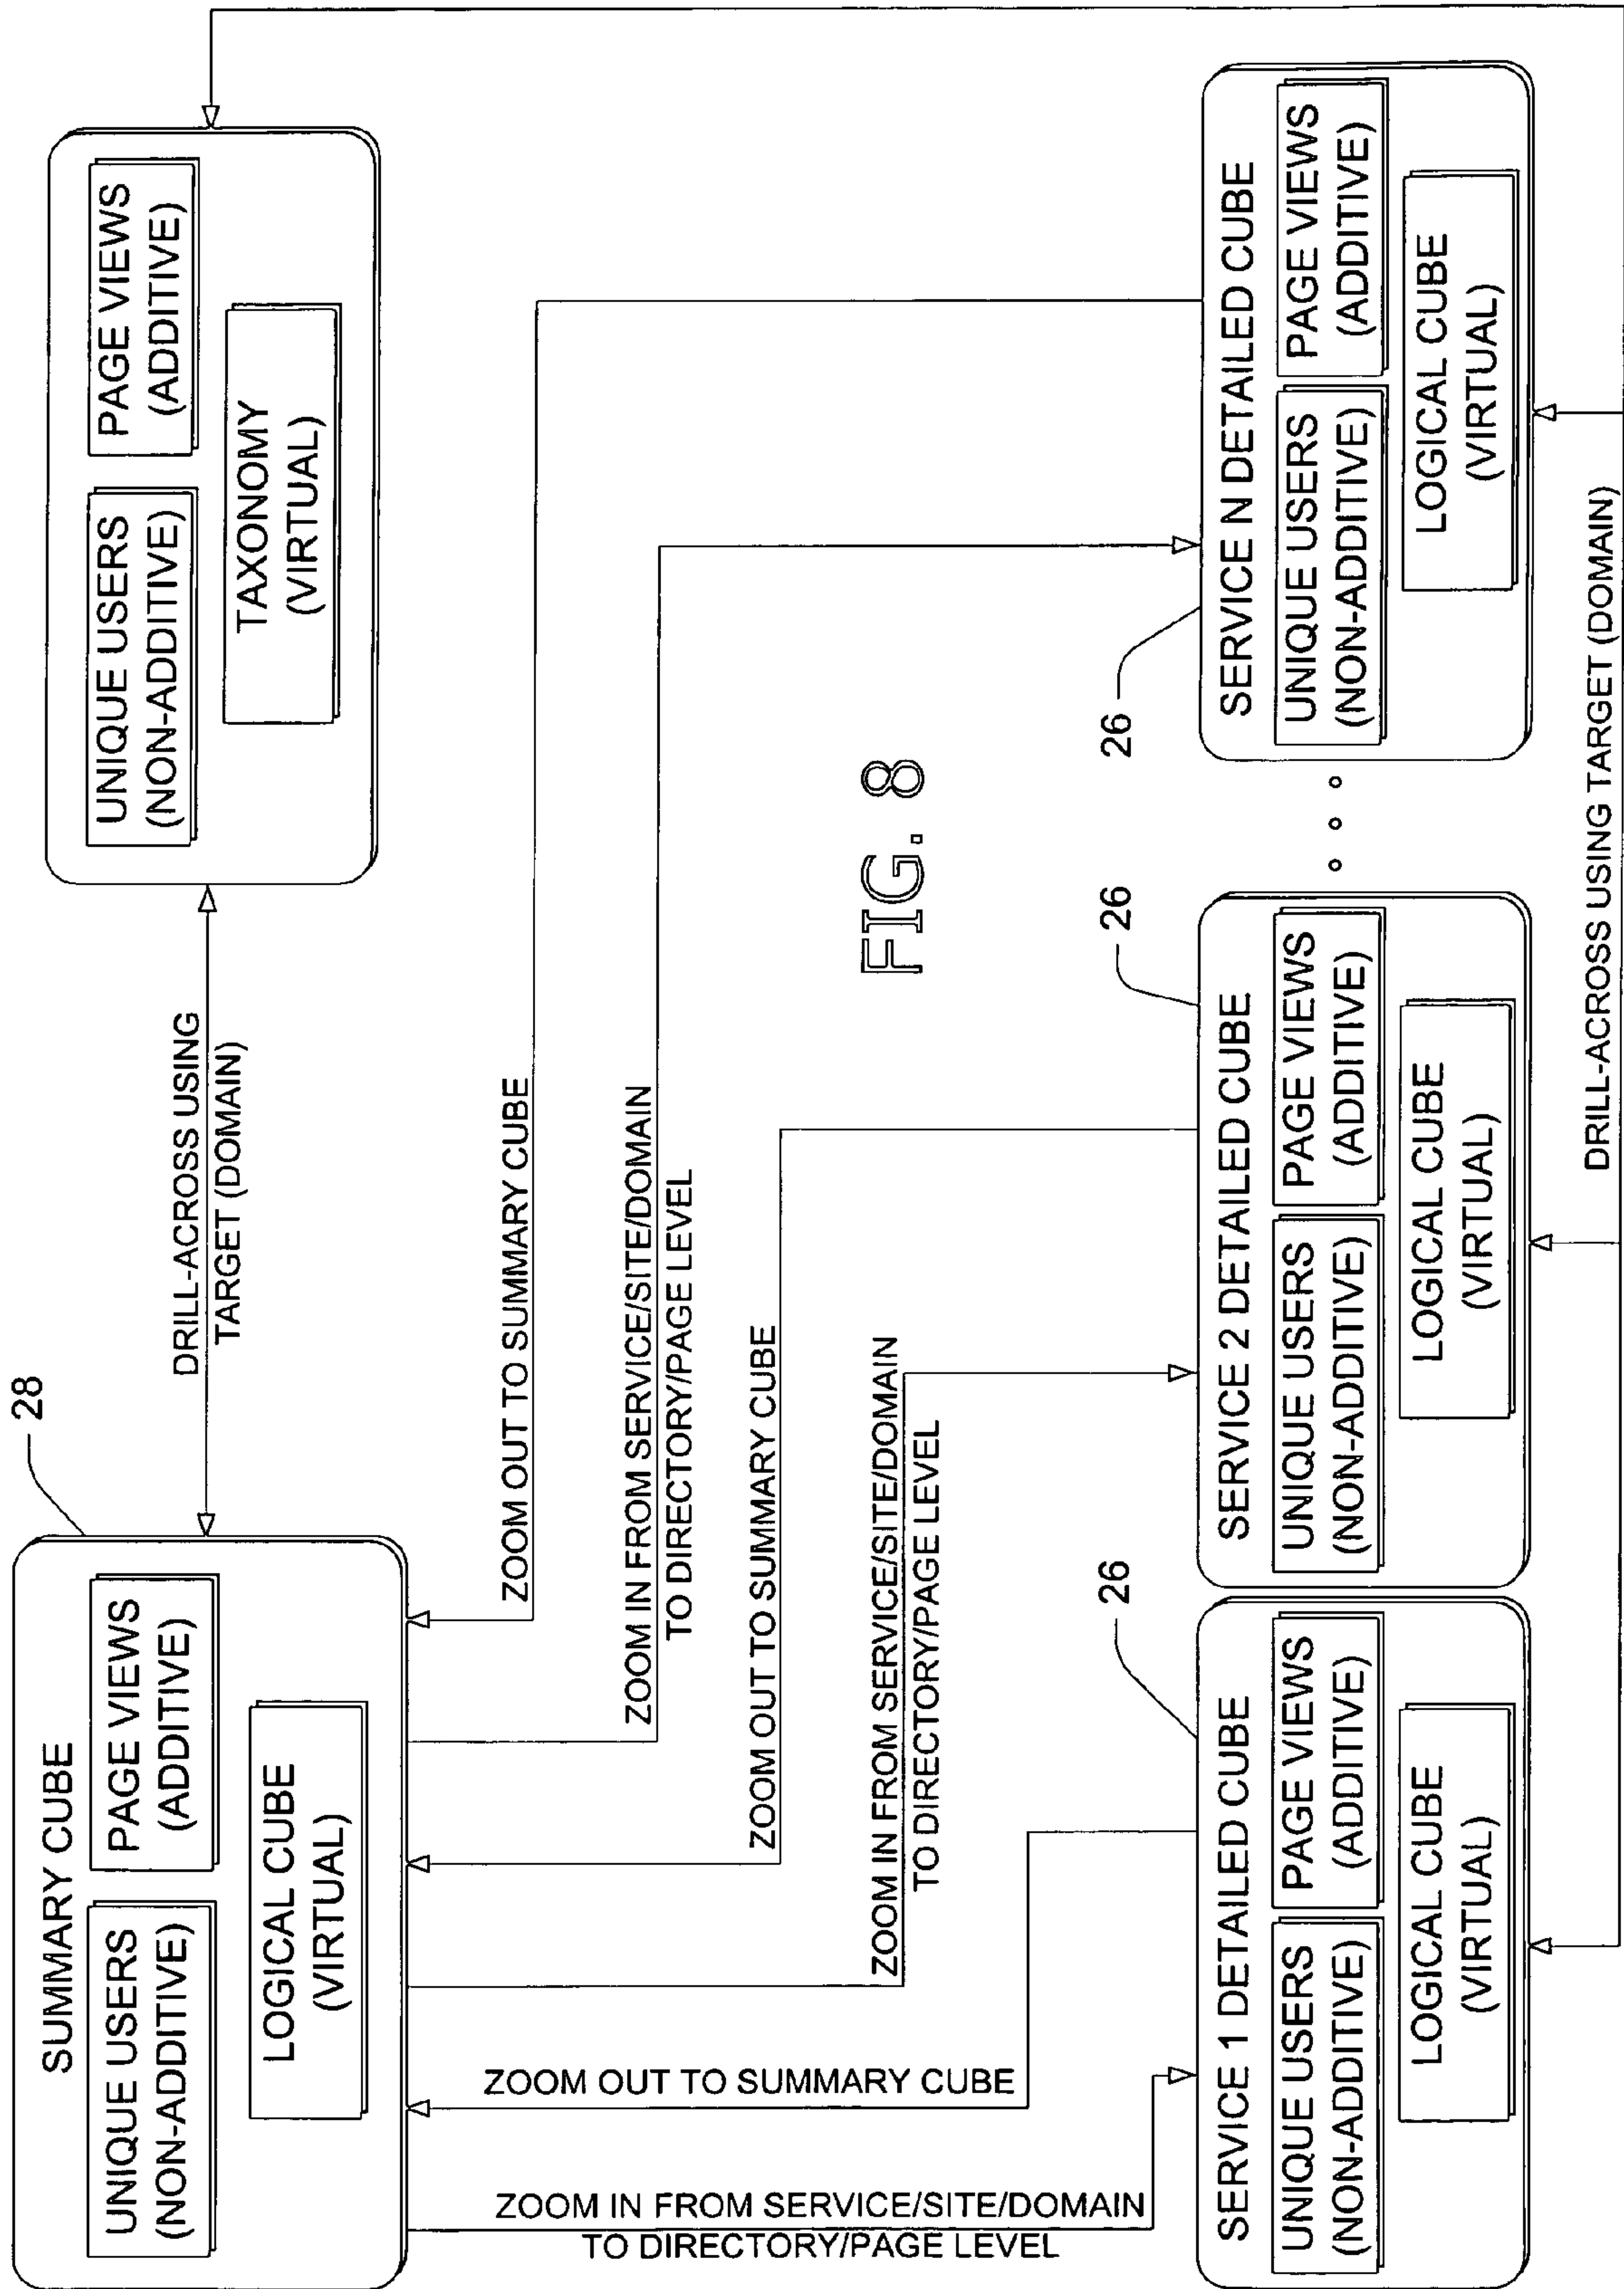 28
SUMMARY CUBE
UNIQUE USERS
(NON-ADDITIVE)
PAGE VIEWS
(ADDITIVE)
LOGICAL CUBE
(VIRTUAL)
DRILL-ACROSS USING
TARGET (DOMAIN)
UNIQUE USERS
(NON-ADDITIVE)
PAGE VIEWS
(ADDITIVE)
TAXONOMY
(VIRTUAL)
ZOOM OUT TO SUMMARY CUBE
ZOOM IN FROM SERVICE/SITE/DOMAIN
TO DIRECTORY/PAGE LEVEL
ZOOM OUT TO SUMMARY CUBE
ZOOM IN FROM SERVICE/SITE/DOMAIN
TO DIRECTORY/PAGE LEVEL
ZOOM OUT TO SUMMARY CUBE
ZOOM IN FROM SERVICE/SITE/DOMAIN
TO DIRECTORY/PAGE LEVEL
FIG. 8
26
SERVICE 1 DETAILED CUBE
UNIQUE USERS
(NON-ADDITIVE)
PAGE VIEWS
(ADDITIVE)
LOGICAL CUBE
(VIRTUAL)
26
SERVICE 2 DETAILED CUBE
UNIQUE USERS
(NON-ADDITIVE)
PAGE VIEWS
(ADDITIVE)
LOGICAL CUBE
(VIRTUAL)
26
SERVICE N DETAILED CUBE
UNIQUE USERS
(NON-ADDITIVE)
PAGE VIEWS
(ADDITIVE)
LOGICAL CUBE
(VIRTUAL)
DRILL-ACROSS USING TARGET (DOMAIN)